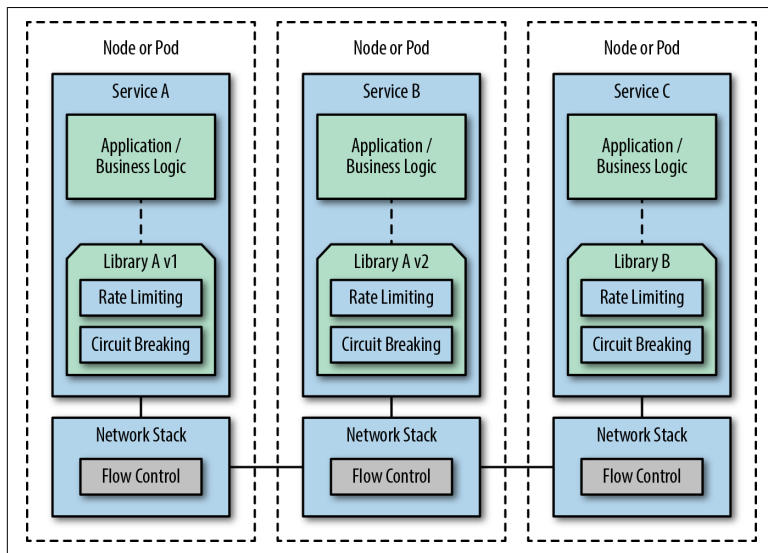 Node or Pod
Service A
Application /
Business Logic
Library A v1
Rate Limiting
Circuit Breaking
Network Stack
Flow Control
Node or Pod
Service B
Application /
Business Logic
Library A v2
Rate Limiting
Circuit Breaking
Network Stack
Flow Control
Node or Pod
Service C
Application /
Business Logic
Library B
Rate Limiting
Circuit Breaking
Network Stack
Flow Control